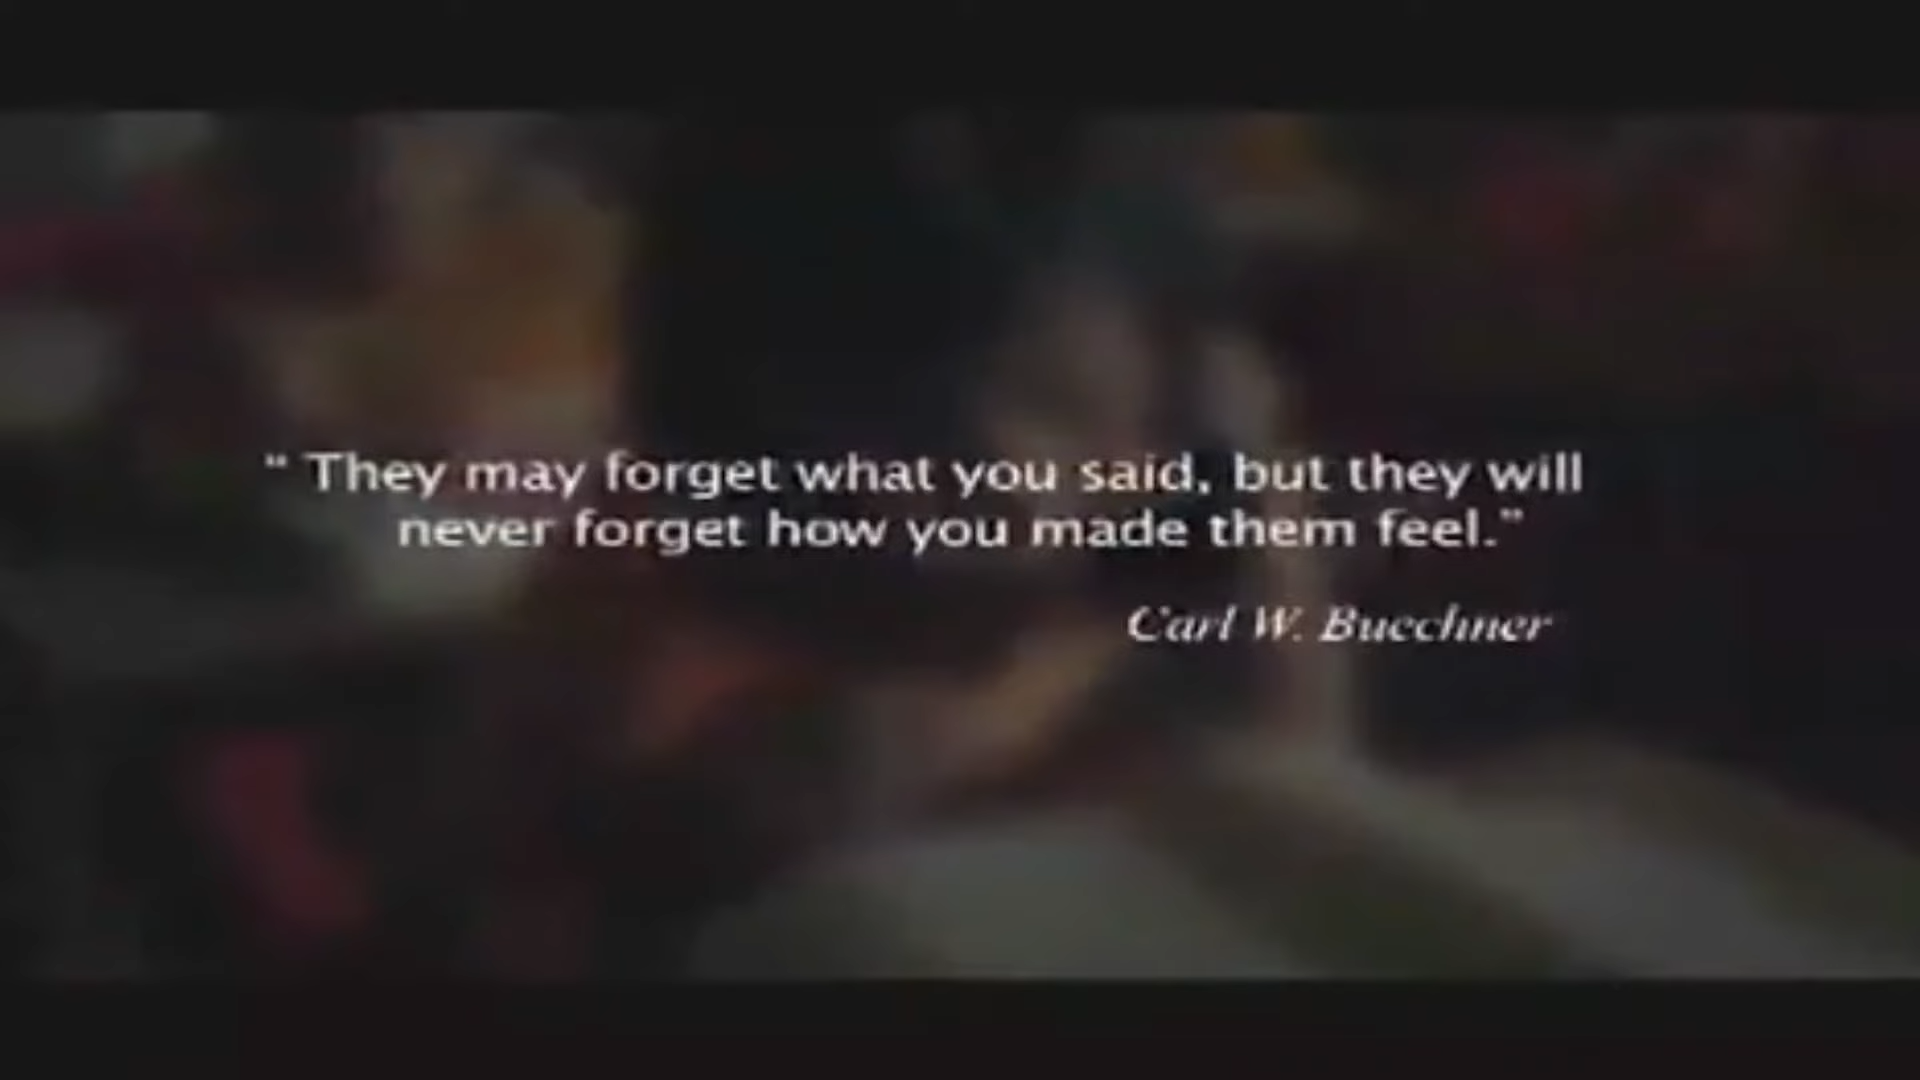 " They may forget what you said, but they will
never forget how you made them feel."
Carl W. Buechner